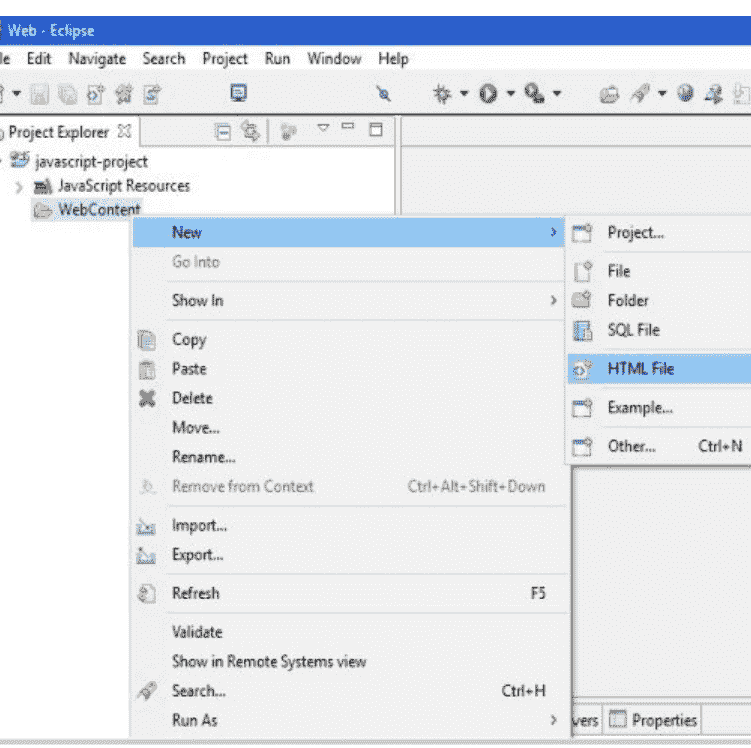 Web - Eclipse
le Edit Navigate Search Project Run Window Help
Project Explorer
javascript-project
JavaScript Resources
WebContent
New
Go Into
Show In
Copy
Paste
Delete
Move...
Rename...
Remove from Context Ctrl+Alt+Shift+Down
Import...
Export...
Refresh F5
Validate
Show in Remote Systems view
Search... Ctrl+H
Run As
Project...
File
Folder
SQL File
HTML File
Example...
Other... Ctrl+N
vers Properties